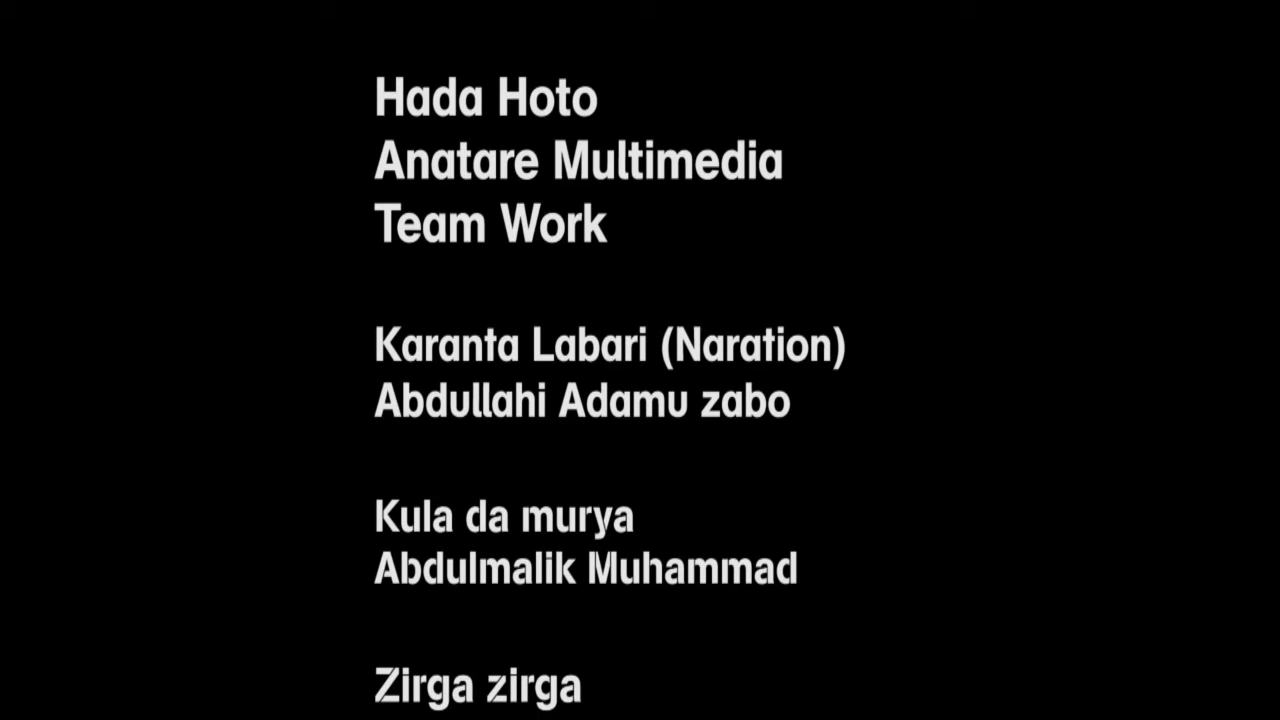 Hada Hoto
Anatare Multimedia
Team Work
Karanta Labari (Naration)
Abdullahi Adamu zabo
Kula da murya
Abdulmalik Muhammad
Zirga zirga